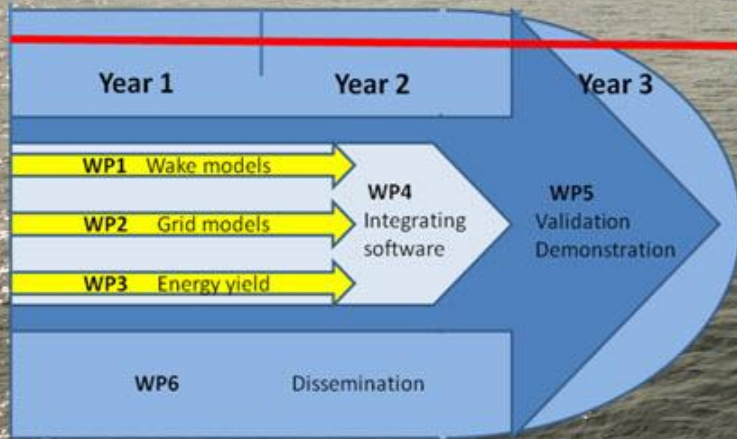 Year 1 Year 2 Year 3
WP1 Wake models
WP2 Grid models
WP3 Energy yield
WP4
Integrating
software
WP5
Validation
Demonstration
WP6 Dissemination